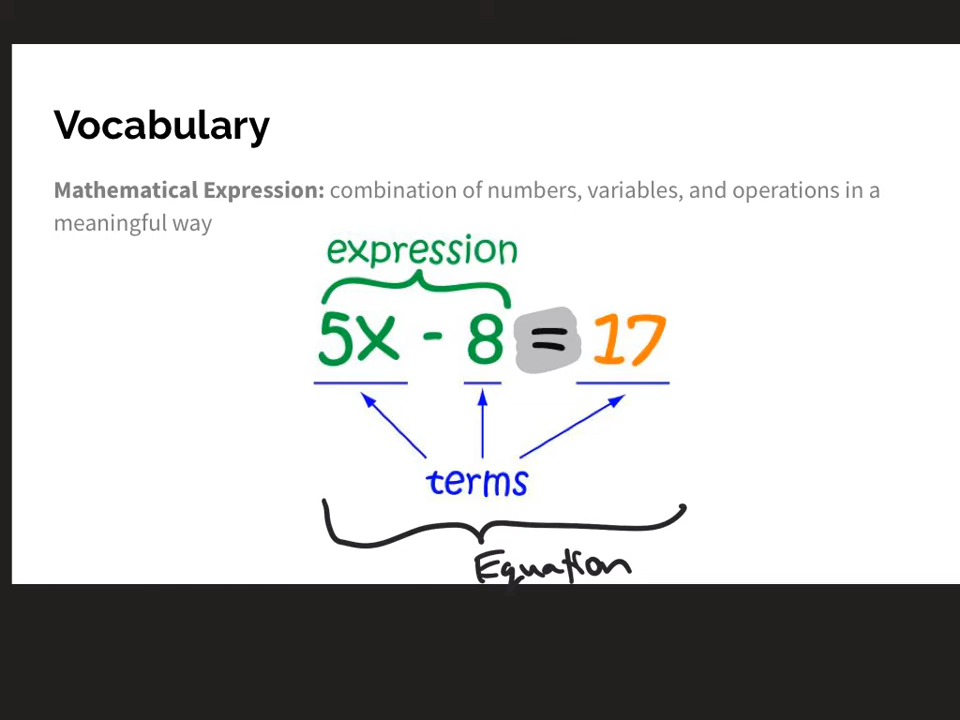 Vocabulary
Mathematical Expression: combination of numbers, variables, and operations in a
meaningful way
expression
5x - 8 = 17
terms
Equation